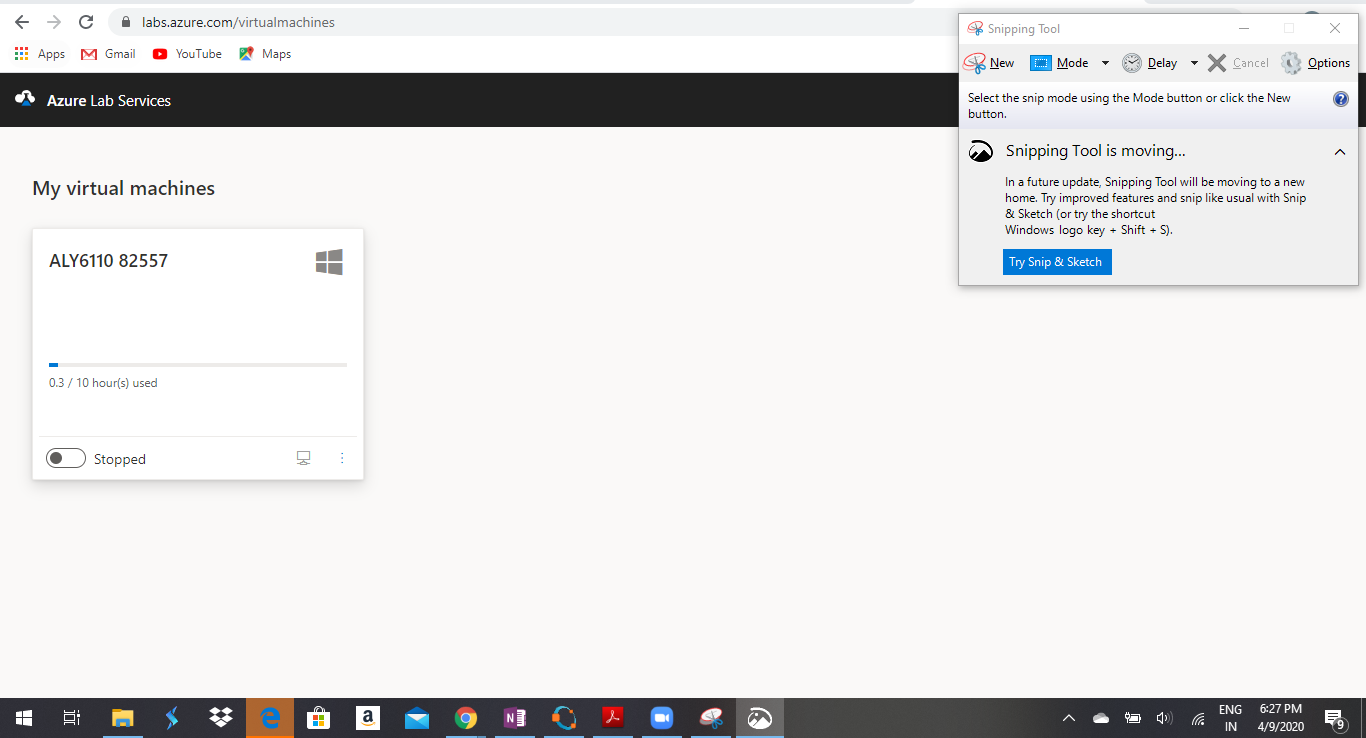 labs.azure.com/virtualmachines
Apps
Gmail
YouTube
Maps
Azure Lab Services
My virtual machines
ALY6110 82557
0.3 / 10 hour(s) used
Stopped
Snipping Tool
New
Mode
Delay
Cancel
Options
Select the snip mode using the Mode button or click the New
button.
Snipping Tool is moving...
In a future update, Snipping Tool will be moving to a new
home. Try improved features and snip like usual with Snip
& Sketch (or try the shortcut
Windows logo key + Shift + S).
Try Snip & Sketch
ENG
IN
6:27 PM
4/9/2020
9